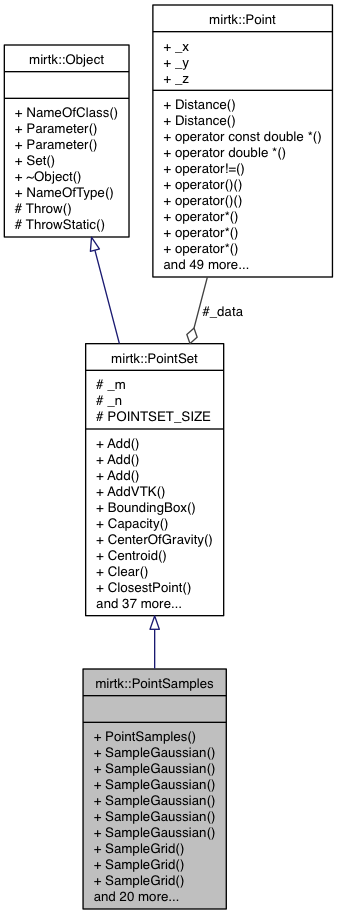 mirtk::Point
+ _x
+ _y
+ _z
+ Distance()
+ Distance()
+ operator const double *()
+ operator double *()
+ operator!=()
+ operator()()
+ operator()()
+ operator*()
+ operator*()
+ operator*()
and 49 more...
mirtk::Object
+ NameOfClass()
+ Parameter()
+ Parameter()
+ Set()
+ ~Object()
+ NameOfType()
# Throw()
# ThrowStatic()
#_data
mirtk::PointSet
# _m
# _n
# POINTSET_SIZE
+ Add()
+ Add()
+ Add()
+ AddVTK()
+ BoundingBox()
+ Capacity()
+ CenterOfGravity()
+ Centroid()
+ Clear()
+ ClosestPoint()
and 37 more...
mirtk::PointSamples
+ PointSamples()
+ SampleGaussian()
+ SampleGaussian()
+ SampleGaussian()
+ SampleGaussian()
+ SampleGaussian()
+ SampleGaussian()
+ SampleGrid()
+ SampleGrid()
+ SampleGrid()
and 20 more...